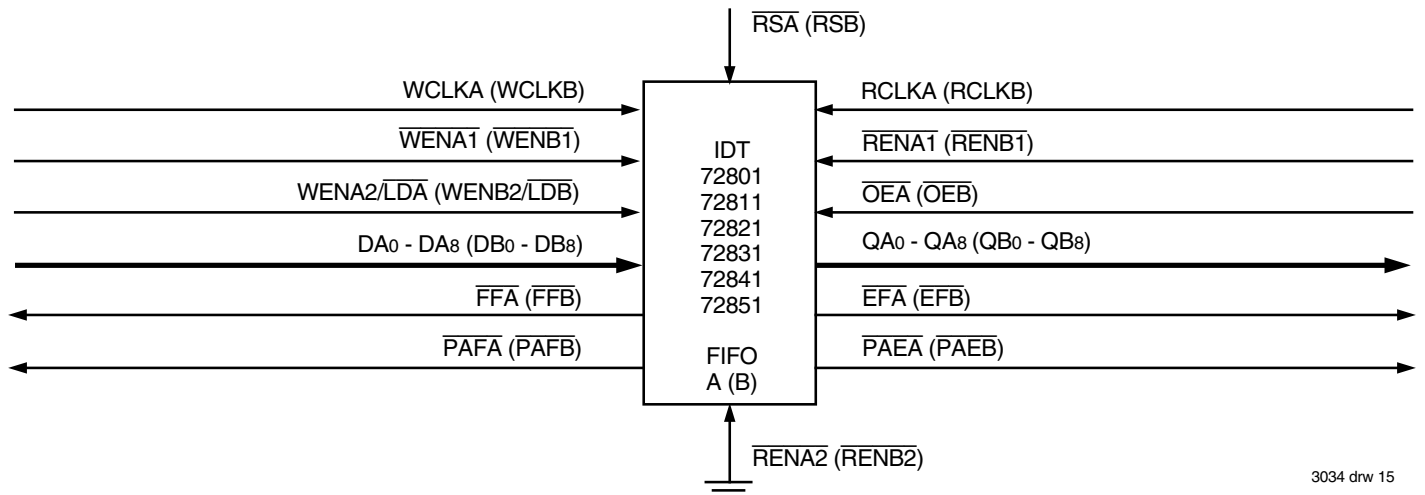 RSA (RSB)
WCLKA (WCLKB)
RCLKA (RCLKB)
WENA1 (WENB1)
RENA1 (RENB1)
WENA2/LDA (WENB2/LDB)
OEA (OEB)
DA0 - DA8 (DB0 - DB8)
QA0 - QA8 (QB0 - QB8)
FFA (FFB)
EFA (EFB)
PAFA (PAFB)
PAEA (PAEB)
IDT
72801
72811
72821
72831
72841
72851
FIFO
A (B)
RENA2 (RENB2)
3034 drw 15